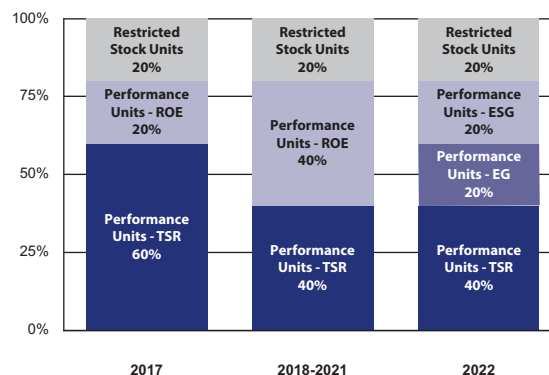 100%
75%
50%
25%
0%
Restricted
Stock Units
20%
Performance
Units - ROE
20%
Performance
Units - TSR
60%
2017
Restricted
Stock Units
20%
Performance
Units - ROE
40%
Performance
Units - TSR
40%
2018-2021
Restricted
Stock Units
20%
Performance
Units - ESG
20%
Performance
Units - EG
20%
Performance
Units - TSR
40%
2022